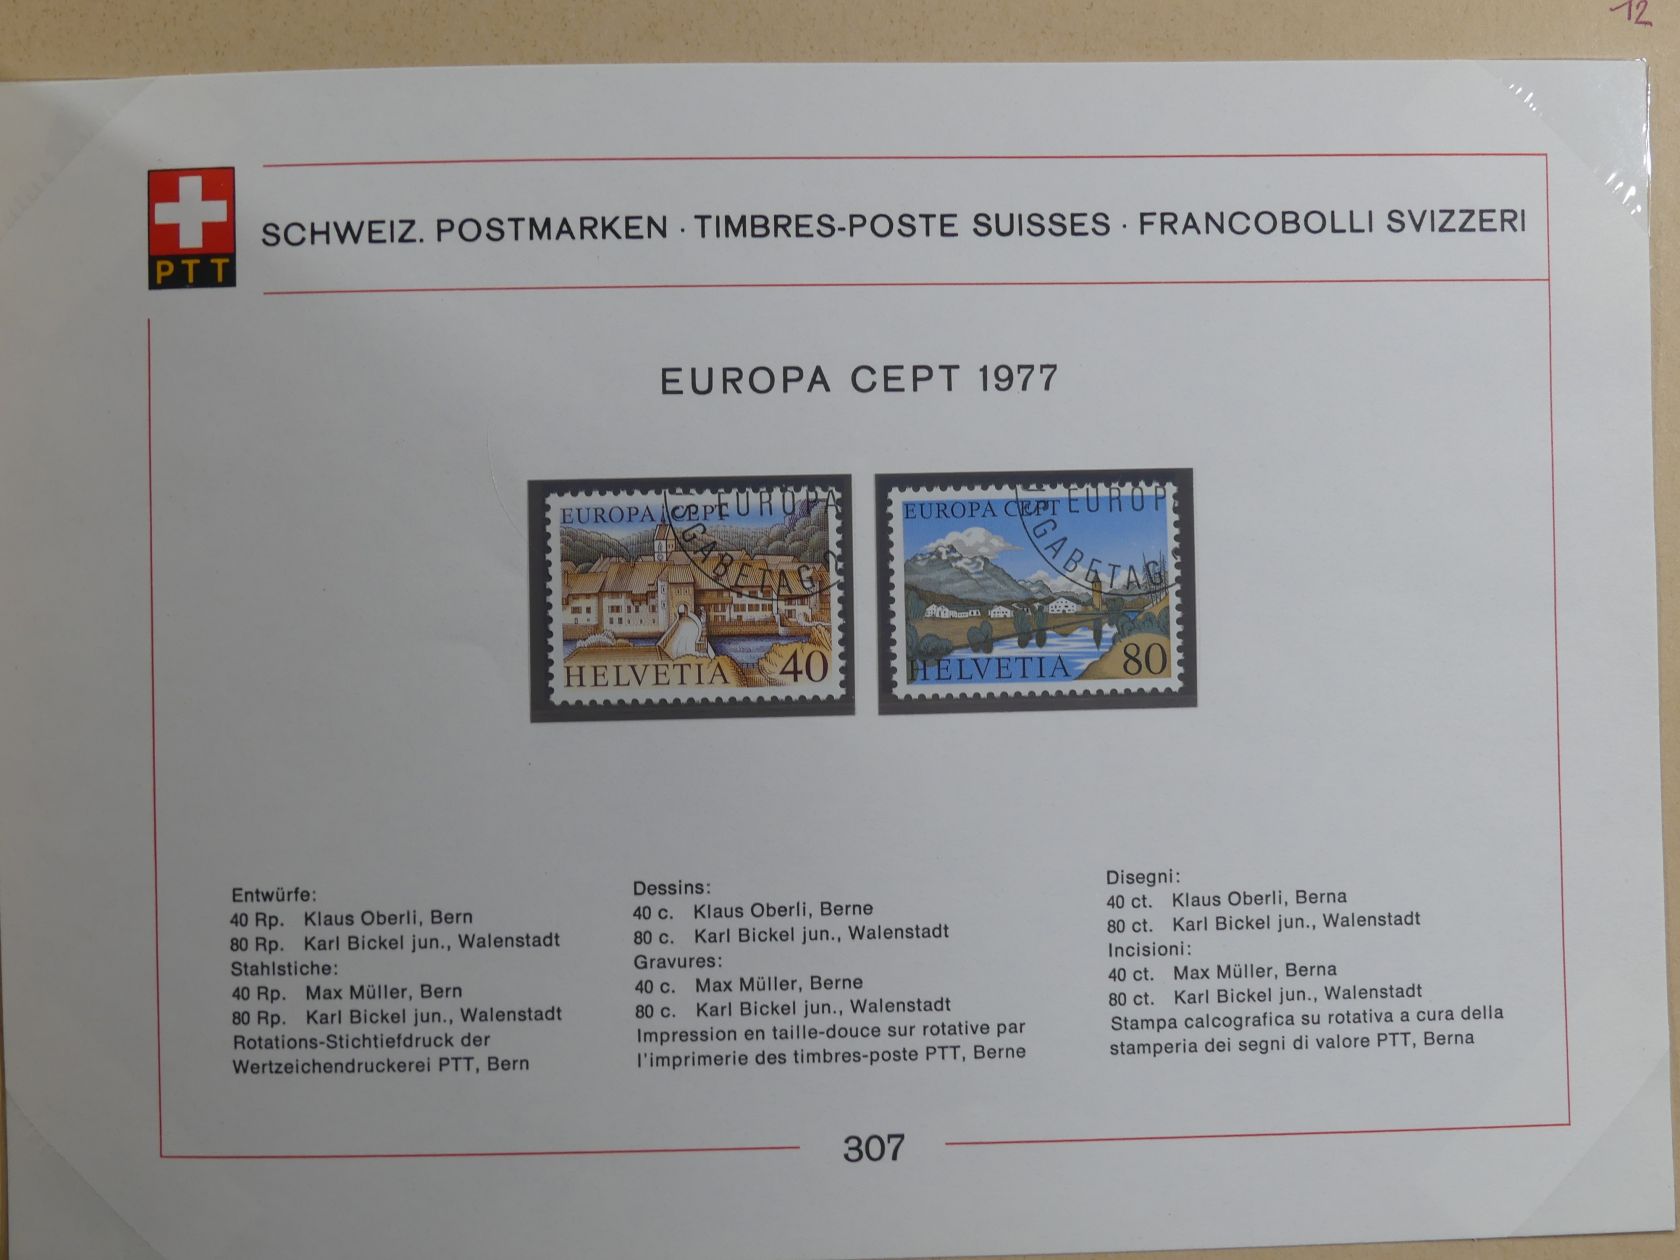 12
PTT
SCHWEIZ. POSTMARKEN · TIMBRES-POSTE SUISSES · FRANCOBOLLI SVIZZERI
EUROPA CEPT 1977
EUROPA CEPT
EUROPA
GABETAG 2
HELVETIA 40
EUROPA CEPT
EUROP
SGABETAG
HELVETIA 80
Entwürfe:
40 Rp. Klaus Oberli, Bern
80 Rp. Karl Bickel jun., Walenstadt
Stahlstiche:
40 Rp. Max Müller, Bern
80 Rp. Karl Bickel jun., Walenstadt
Rotations-Stichtiefdruck der
Wertzeichendruckerei PTT, Bern
Dessins:
40 c. Klaus Oberli, Berne
80 c. Karl Bickel jun., Walenstadt
Gravures:
40 c. Max Müller, Berne
80 c. Karl Bickel jun., Walenstadt
Impression en taille-douce sur rotative par
l'imprimerie des timbres-poste PTT, Berne
Disegni:
40 ct. Klaus Oberli, Berna
80 ct. Karl Bickel jun., Walenstadt
Incisioni:
40 ct. Max Müller, Berna
80 ct. Karl Bickel jun., Walenstadt
Stampa calcografica su rotativa a cura della
stamperia dei segni di valore PTT, Berna
307